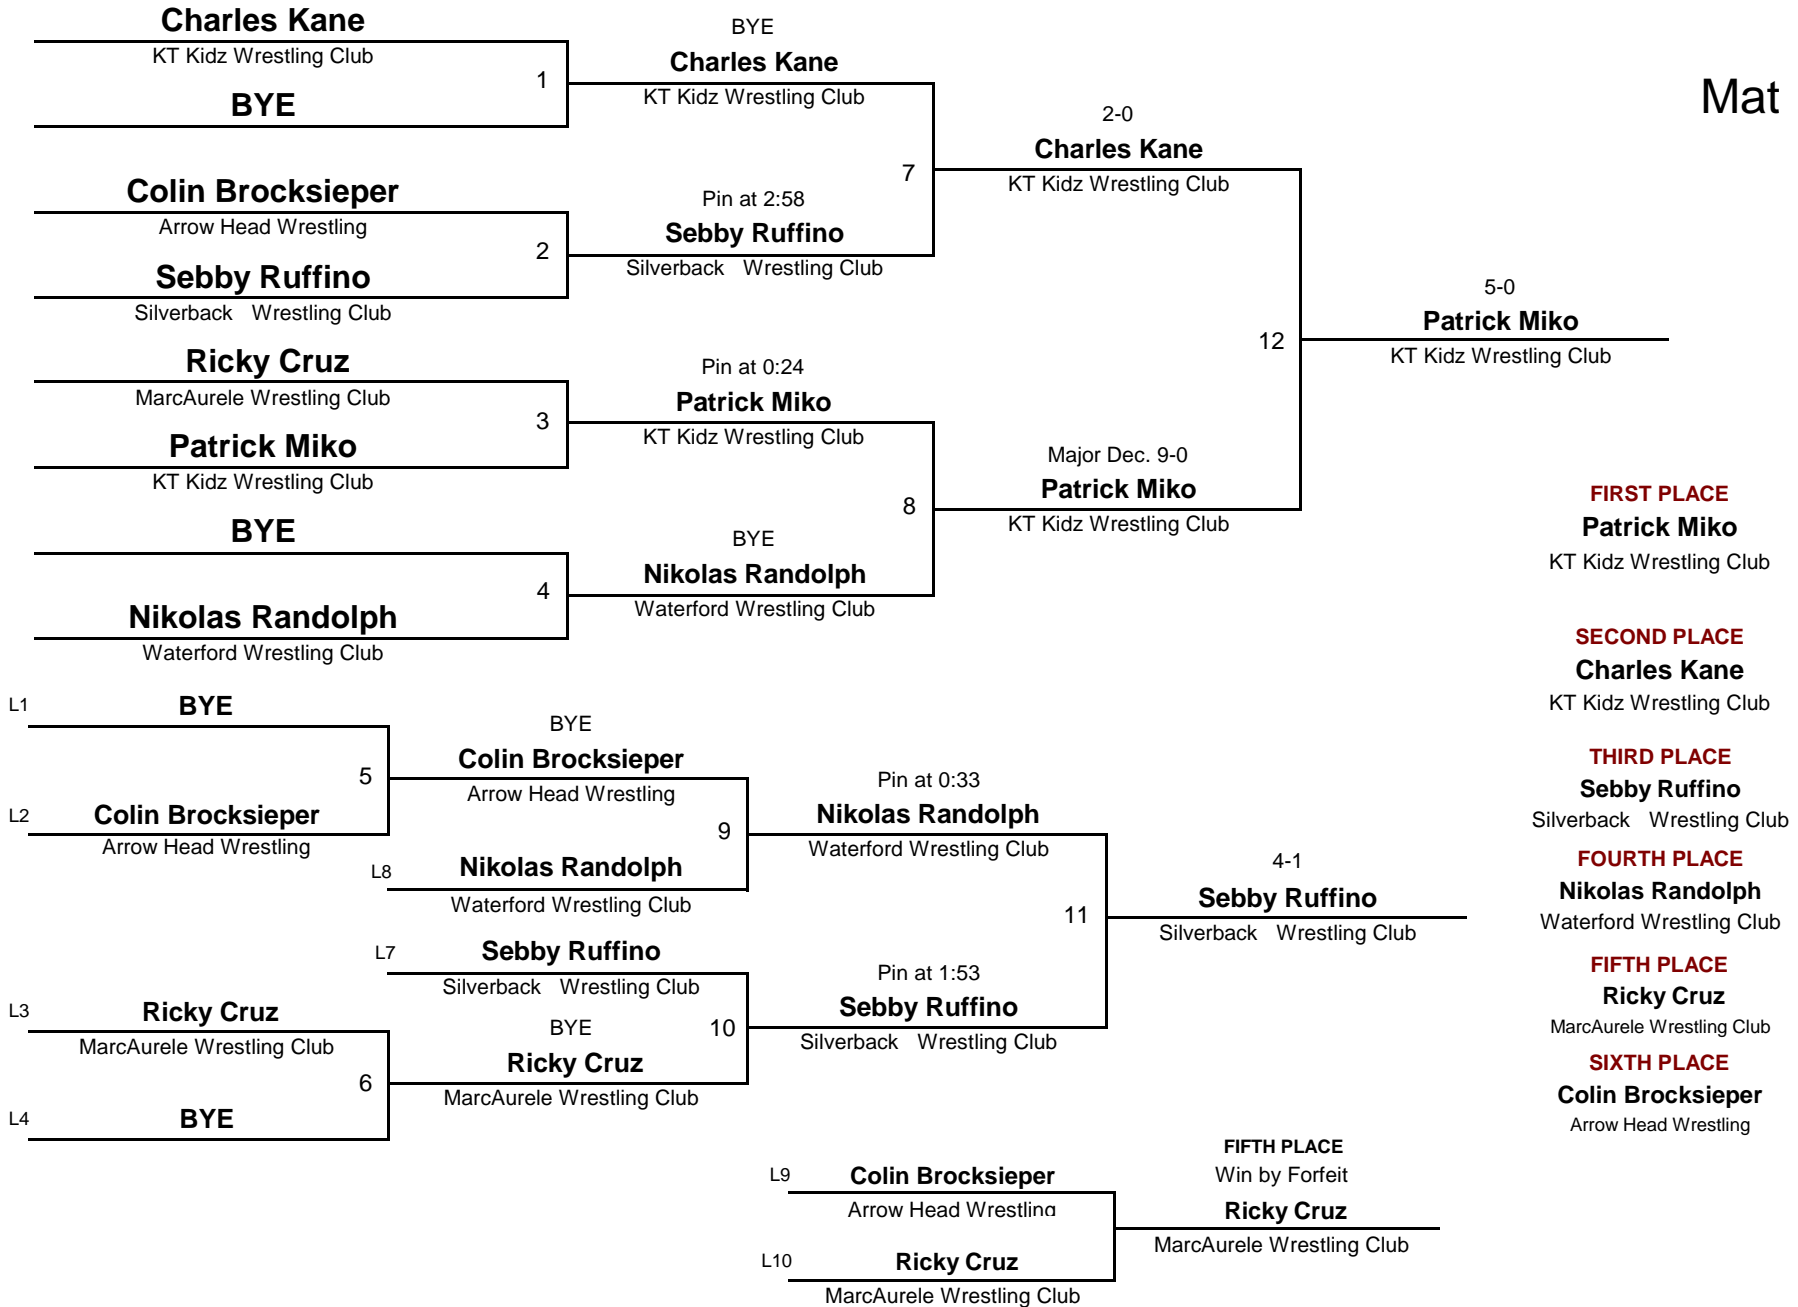 Charles Kane
KT Kidz Wrestling Club
1
BYE
BYE
Charles Kane
KT Kidz Wrestling Club
Mat
Colin Brocksieper
Arrow Head Wrestling
2
Sebby Ruffino
Silverback Wrestling Club
Pin at 2:58
Sebby Ruffino
Silverback Wrestling Club
7
2-0
Charles Kane
KT Kidz Wrestling Club
Ricky Cruz
MarcAurele Wrestling Club
3
Patrick Miko
KT Kidz Wrestling Club
Pin at 0:24
Patrick Miko
KT Kidz Wrestling Club
BYE
4
Nikolas Randolph
Waterford Wrestling Club
BYE
Nikolas Randolph
Waterford Wrestling Club
8
Major Dec. 9-0
Patrick Miko
KT Kidz Wrestling Club
12
5-0
Patrick Miko
KT Kidz Wrestling Club
FIRST PLACE
Patrick Miko
KT Kidz Wrestling Club
SECOND PLACE
Charles Kane
KT Kidz Wrestling Club
THIRD PLACE
Sebby Ruffino
Silverback Wrestling Club
FOURTH PLACE
Nikolas Randolph
Waterford Wrestling Club
FIFTH PLACE
Ricky Cruz
MarcAurele Wrestling Club
SIXTH PLACE
Colin Brocksieper
Arrow Head Wrestling
L1
BYE
5
L2
Colin Brocksieper
Arrow Head Wrestling
BYE
Colin Brocksieper
Arrow Head Wrestling
9
L8
Nikolas Randolph
Waterford Wrestling Club
Pin at 0:33
Nikolas Randolph
Waterford Wrestling Club
L7
Sebby Ruffino
Silverback Wrestling Club
L3
Ricky Cruz
MarcAurele Wrestling Club
6
L4
BYE
BYE
Ricky Cruz
MarcAurele Wrestling Club
10
Pin at 1:53
Sebby Ruffino
Silverback Wrestling Club
11
4-1
Sebby Ruffino
Silverback Wrestling Club
L9
Colin Brocksieper
Arrow Head Wrestling
L10
Ricky Cruz
MarcAurele Wrestling Club
FIFTH PLACE
Win by Forfeit
Ricky Cruz
MarcAurele Wrestling Club